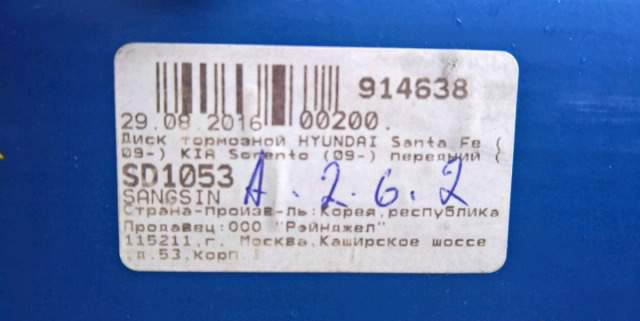 914638
29.08.2016 00200.
Диск тормозной HYUNDAI Santa Fe (
09-) KIA Sorento (09-) передний (
SD1053
A.2.6.2
SANGSIN
Страна-Произв-ль:Корея,республика
Продавец:ООО "Рэйнджел"
115211,г. Москва,Каширское шоссе
,д.53,корп